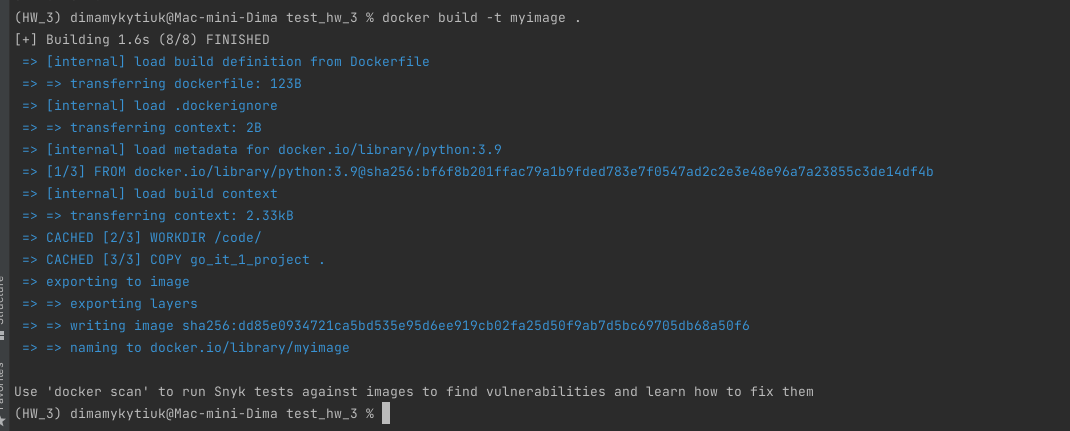 (HW_3) dimamykytiuk@Mac-mini-Dima test_hw_3 % docker build -t myimage .
[+] Building 1.6s (8/8) FINISHED
=> [internal] load build definition from Dockerfile
=> => transferring dockerfile: 123B
=> [internal] load .dockerignore
=> => transferring context: 2B
=> [internal] load metadata for docker.io/library/python:3.9
=> [1/3] FROM docker.io/library/python:3.9@sha256:bf6f8b201ffac79a1b9fded783e7f0547ad2c2e3e48e96a7a23855c3de14df4b
=> [internal] load build context
=> => transferring context: 2.33kB
=> CACHED [2/3] WORKDIR /code/
=> CACHED [3/3] COPY go_it_1_project .
=> exporting to image
=> => exporting layers
=> => writing image sha256:dd85e0934721ca5bd535e95d6ee919cb02fa25d50f9ab7d5bc69705db68a50f6
=> => naming to docker.io/library/myimage
Use 'docker scan' to run Snyk tests against images to find vulnerabilities and learn how to fix them
(HW_3) dimamykytiuk@Mac-mini-Dima test_hw_3 %